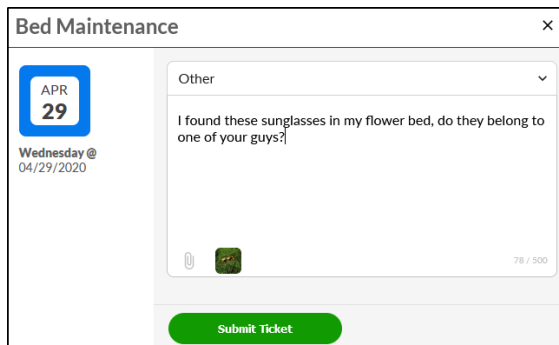 Bed Maintenance
Other
APR
29
Wednesday @
04/29/2020
I found these sunglasses in my flower bed, do they belong to
one of your guys?
78 / 500
Submit Ticket